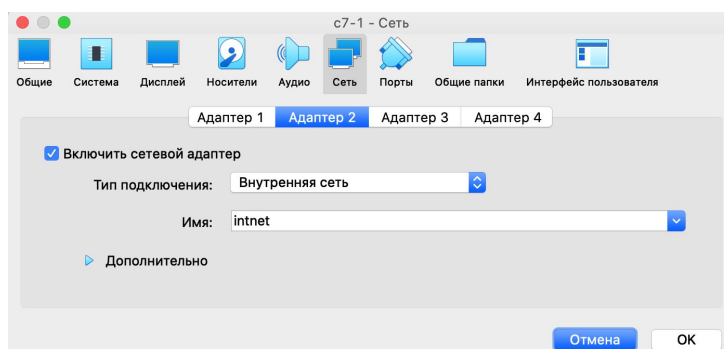 c7-1 - Сеть
Общие Система Дисплей Носители Аудио Сеть Порты Общие папки Интерфейс пользователя
Адаптер 1 Адаптер 2 Адаптер 3 Адаптер 4
Включить сетевой адаптер
Тип подключения: Внутренняя сеть
Имя: intnet
Дополнительно
Отмена OK